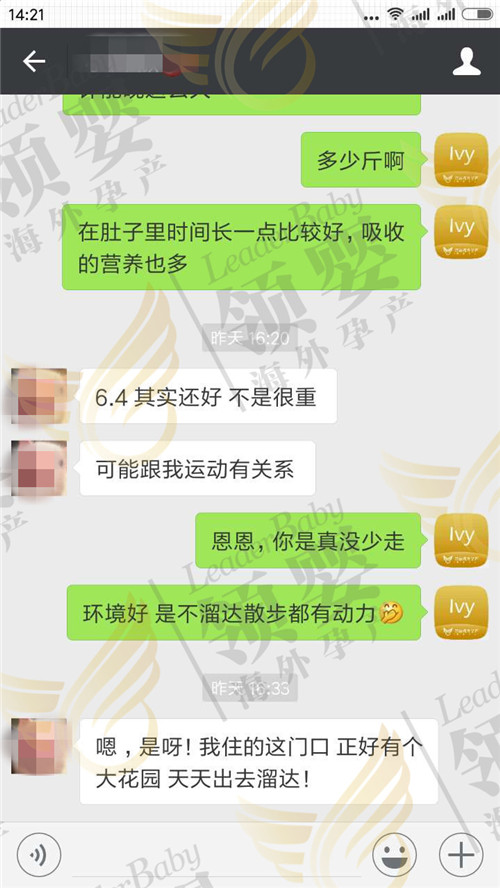 14:21
多少斤啊
Ivy
在肚子里时间长一点比较好，吸收
的营养也多
Ivy
昨天 16:20
6.4 其实还好 不是很重
可能跟我运动有关系
恩恩，你是真没少走
Ivy
环境好 是不溜达散步都有动力
Ivy
昨天 16:33
嗯，是呀！我住的这门口 正好有个
大花园 天天出去溜达！
LeaderBaby
领婴
海外孕产